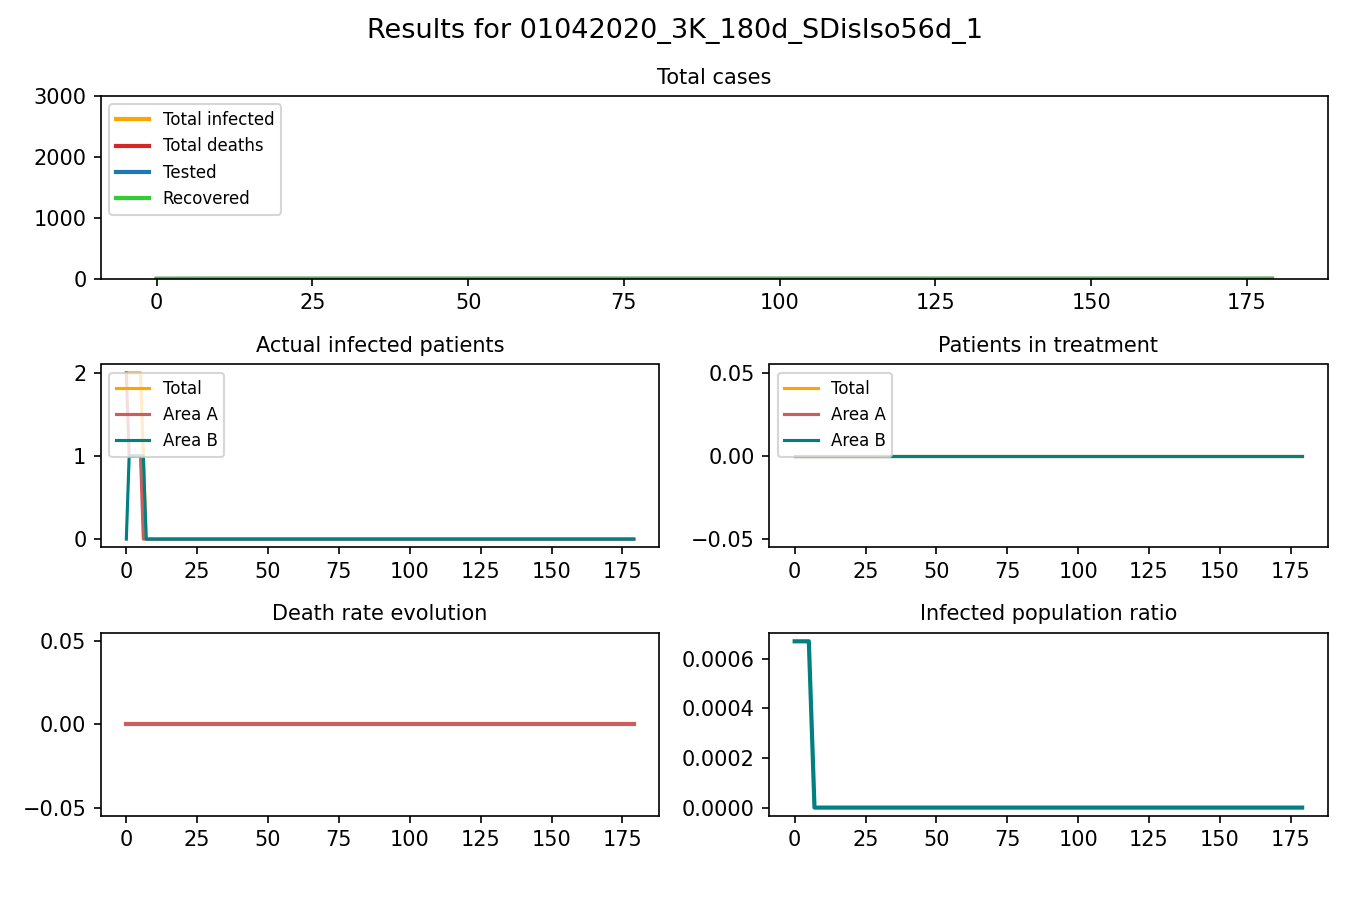 Results for 01042020_3K_180d_SDisIso56d_1
Total cases
3000
2000
1000
0
Total infected
Total deaths
Tested
Recovered
0 25 50 75 100 125 150 175
Actual infected patients
2
1
0
Total
Area A
Area B
0 25 50 75 100 125 150 175
Patients in treatment
0.05
0.00
−0.05
Total
Area A
Area B
0 25 50 75 100 125 150 175
Death rate evolution
0.05
0.00
−0.05
0 25 50 75 100 125 150 175
Infected population ratio
0.0006
0.0004
0.0002
0.0000
0 25 50 75 100 125 150 175